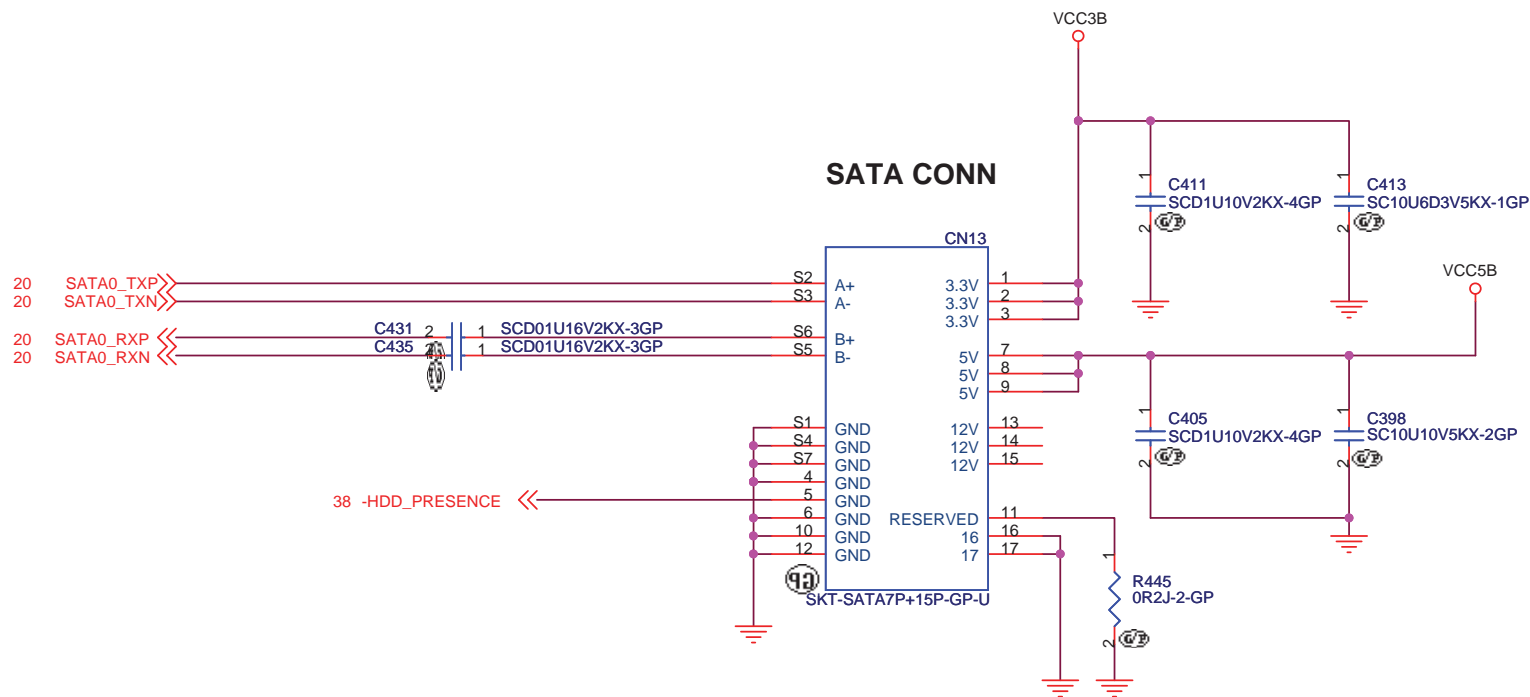 VCC3B
SATA CONN
C411
SCD1U10V2KX-4GP
1
2
G/P
C413
SC10U6D3V5KX-1GP
1
2
G/P
CN13
VCC5B
20 SATA0_TXP
20 SATA0_TXN
20 SATA0_RXP
20 SATA0_RXN
C431 2 1 SCD01U16V2KX-3GP
C435 1 SCD01U16V2KX-3GP
S2 A+
S3 A-
S6 B+
S5 B-
S1 GND
S4 GND
S7 GND
4 GND
5 GND
6 GND
10 GND
12 GND
38 -HDD_PRESENCE
3.3V 1
3.3V 2
3.3V 3
5V 7
5V 8
5V 9
12V 13
12V 14
12V 15
RESERVED 11
16 16
17 17
GP
SKT-SATA7P+15P-GP-U
C405
SCD1U10V2KX-4GP
1
2
G/P
C398
SC10U10V5KX-2GP
1
2
G/P
R445
0R2J-2-GP
1
2
G/P